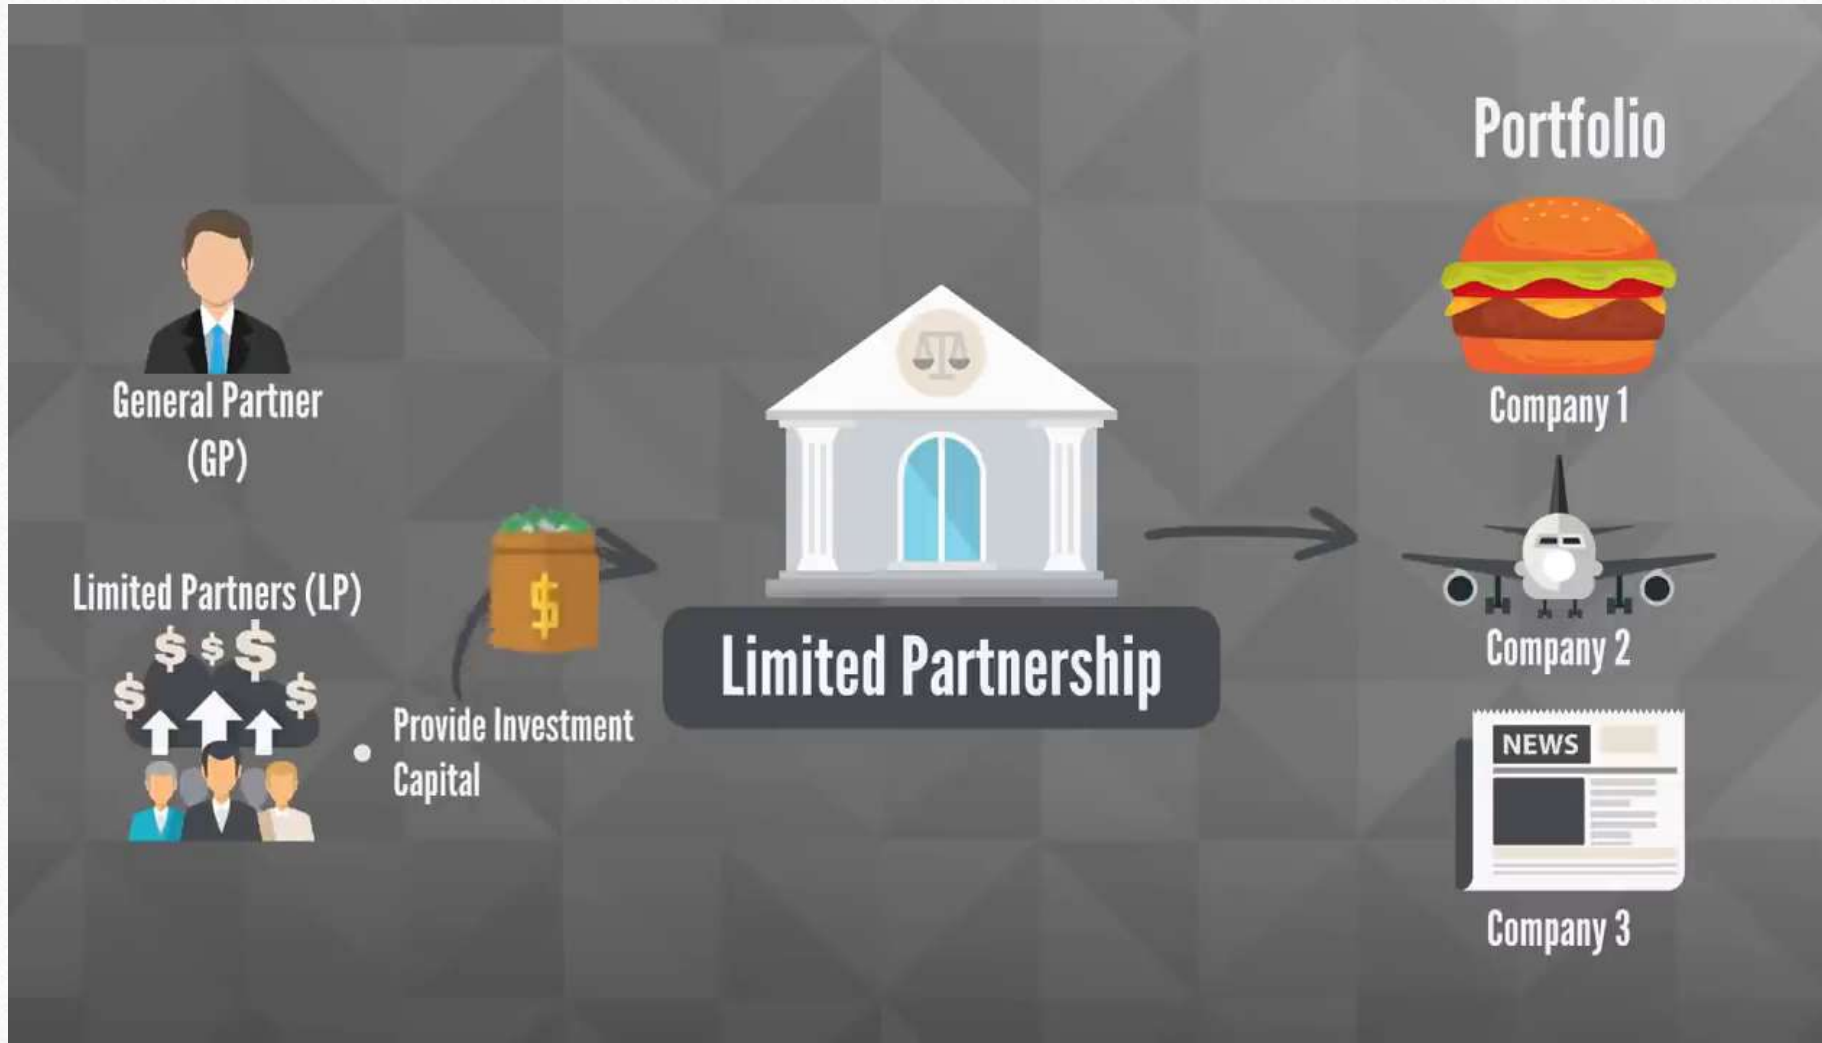 Portfolio
General Partner
(GP)
Company 1
Limited Partners (LP)
$ $ $
$ $
$
Provide Investment
Capital
Limited Partnership
Company 2
NEWS
Company 3